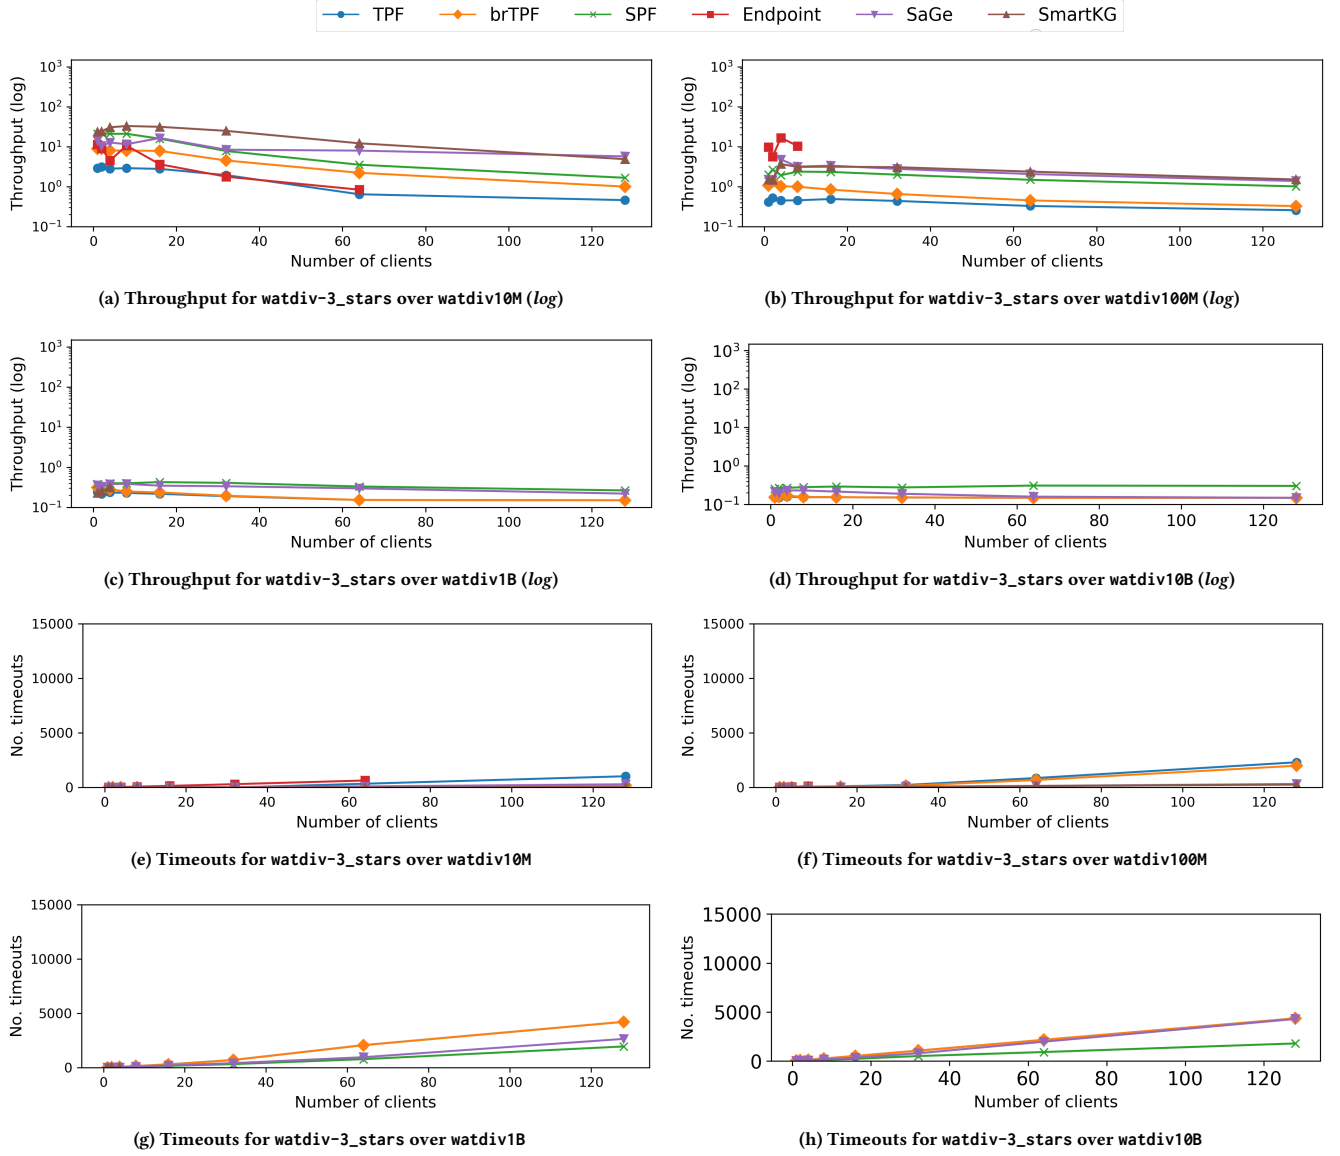 TPF brTPF SPF Endpoint SaGe SmartKG
Throughput (log)
10³
10²
10¹
10⁰
10⁻¹
0 20 40 60 80 100 120
Number of clients
(a) Throughput for watdiv-3_stars over watdiv10M (log)
Throughput (log)
10³
10²
10¹
10⁰
10⁻¹
0 20 40 60 80 100 120
Number of clients
(b) Throughput for watdiv-3_stars over watdiv100M (log)
Throughput (log)
10³
10²
10¹
10⁰
10⁻¹
0 20 40 60 80 100 120
Number of clients
(c) Throughput for watdiv-3_stars over watdiv1B (log)
Throughput (log)
10³
10²
10¹
10⁰
10⁻¹
0 20 40 60 80 100 120
Number of clients
(d) Throughput for watdiv-3_stars over watdiv10B (log)
No. timeouts
15000
10000
5000
0
0 20 40 60 80 100 120
Number of clients
(e) Timeouts for watdiv-3_stars over watdiv10M
No. timeouts
15000
10000
5000
0
0 20 40 60 80 100 120
Number of clients
(f) Timeouts for watdiv-3_stars over watdiv100M
No. timeouts
15000
10000
5000
0
0 20 40 60 80 100 120
Number of clients
(g) Timeouts for watdiv-3_stars over watdiv1B
No. timeouts
15000
10000
5000
0
0 20 40 60 80 100 120
Number of clients
(h) Timeouts for watdiv-3_stars over watdiv10B